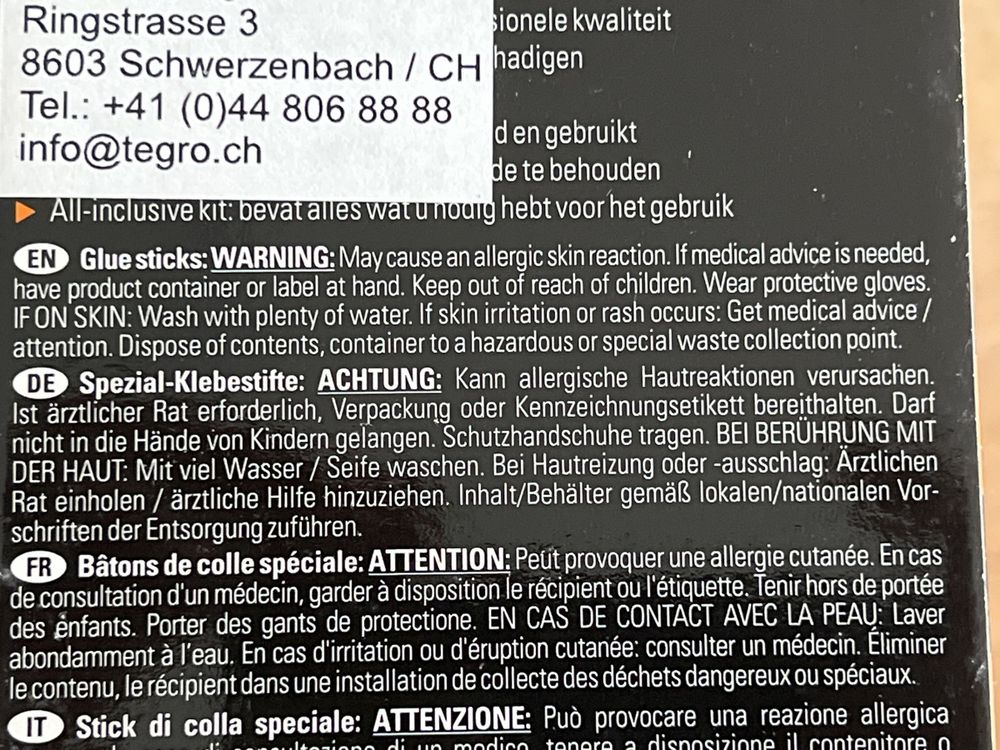 Ringstrasse 3
8603 Schwerzenbach / CH
Tel.: +41 (0)44 806 88 88
info@tegro.ch
kwaliteit
en gebruikt
te behouden
All-inclusive kit: bevat alles wat u nodig hebt voor het gebruik
EN Glue sticks: WARNING: May cause an allergic skin reaction. If medical advice is needed,
have product container or label at hand. Keep out of reach of children. Wear protective gloves.
IF ON SKIN: Wash with plenty of water. If skin irritation or rash occurs: Get medical advice /
attention. Dispose of contents, container to a hazardous or special waste collection point.
DE Spezial-Klebestifte: ACHTUNG: Kann allergische Hautreaktionen verursachen.
Ist ärztlicher Rat erforderlich, Verpackung oder Kennzeichnungsetikett bereithalten. Darf
nicht in die Hände von Kindern gelangen. Schutzhandschuhe tragen. BEI BERÜHRUNG MIT
DER HAUT: Mit viel Wasser / Seife waschen. Bei Hautreizung oder -ausschlag: Ärztlichen
Rat einholen / ärztliche Hilfe hinzuziehen. Inhalt/Behälter gemäß lokalen/nationalen Vor-
schriften der Entsorgung zuführen.
FR Bâtons de colle spéciale: ATTENTION: Peut provoquer une allergie cutanée. En cas
de consultation d'un médecin, garder à disposition le récipient ou l'étiquette. Tenir hors de portée
des enfants. Porter des gants de protectione. EN CAS DE CONTACT AVEC LA PEAU: Laver
abondamment à l'eau. En cas d'irritation ou d'éruption cutanée: consulter un médecin. Éliminer
le contenu, le récipient dans une installation de collecte des déchets dangereux ou spéciaux.
IT Stick di colla speciale: ATTENZIONE: Può provocare una reazione allergica
di un medico, tenere a disposizione il contenitore o